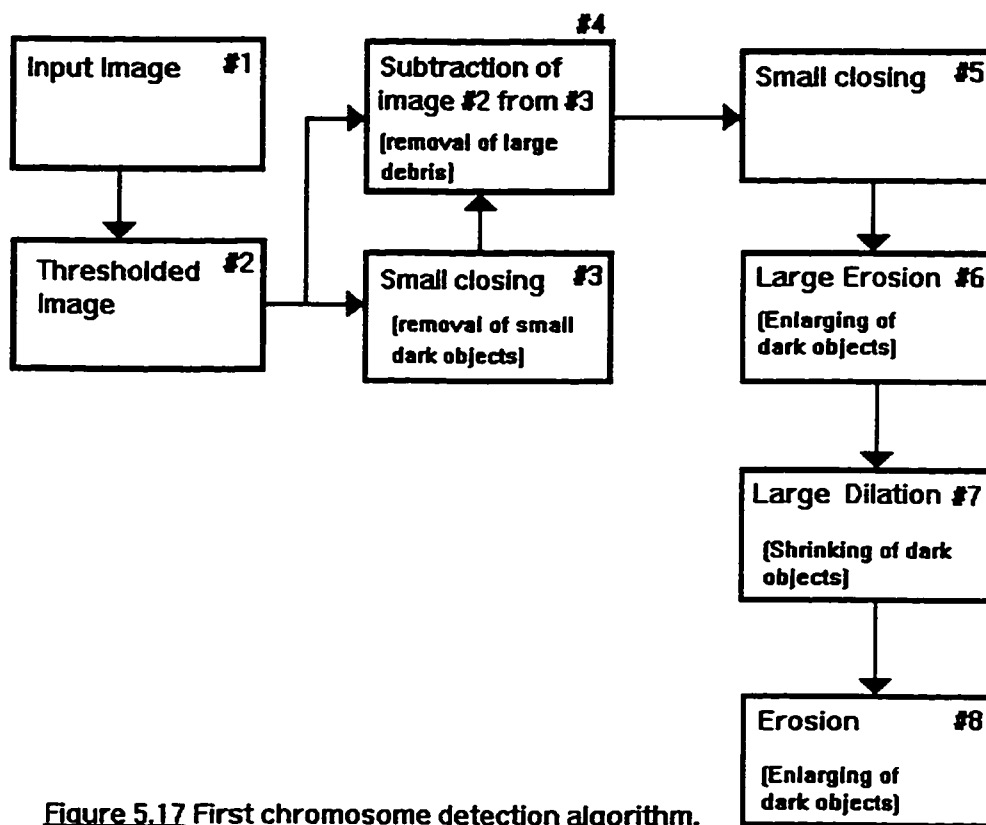 Input Image #1
Thresholded #2
Image
#4
Subtraction of
image #2 from #3
[removal of large
debris]
Small closing #3
[removal of small
dark objects]
Small closing #5
Large Erosion #6
[Enlarging of
dark objects]
Large Dilation #7
[Shrinking of dark
objects]
Erosion #8
[Enlarging of
dark objects]
Figure 5.17 First chromosome detection algorithm.